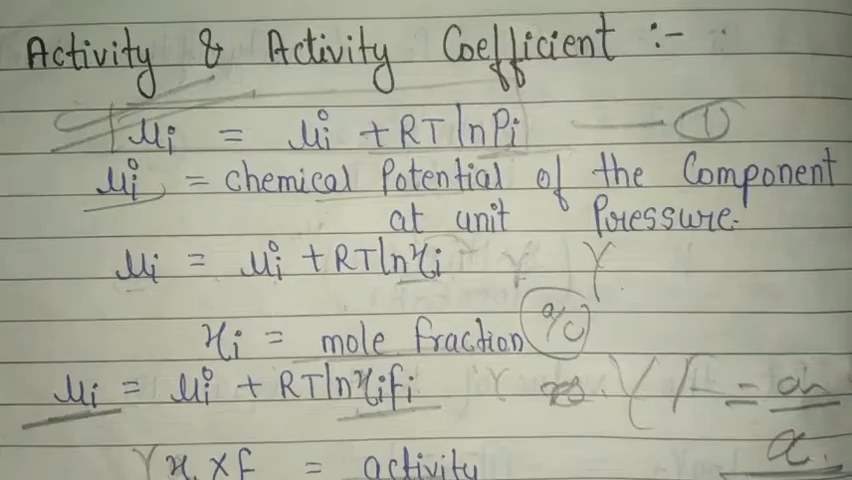 Activity & Activity Coefficient :-
μi = μi° + RT ln Pi — ①
μi° = chemical Potential of the Component
at unit Pressure.
μi = μi° + RT ln xi γ
xi = mole fraction a/c
μi = μi° + RT ln xi fi
γ xi × f = activity